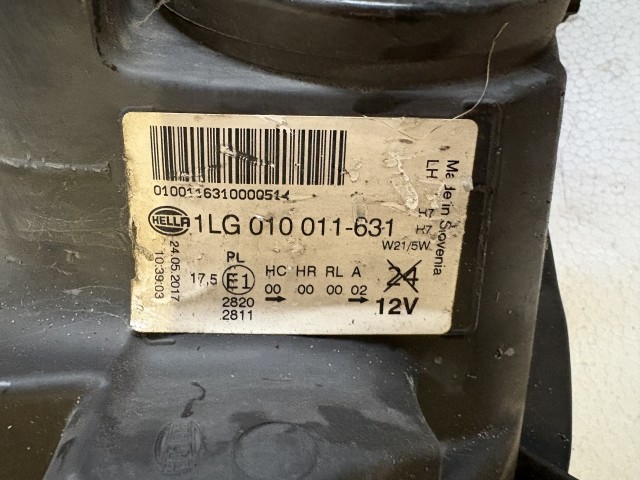 0100116310000514
HELLA 1LG 010 011-631
24.05.2017
10:39:03
PL
17,5 E1
2820
2811
HC HR RL A
00 00 00 02
24
12V
H7
H7
W21/5W
LH
Made in Slovenia